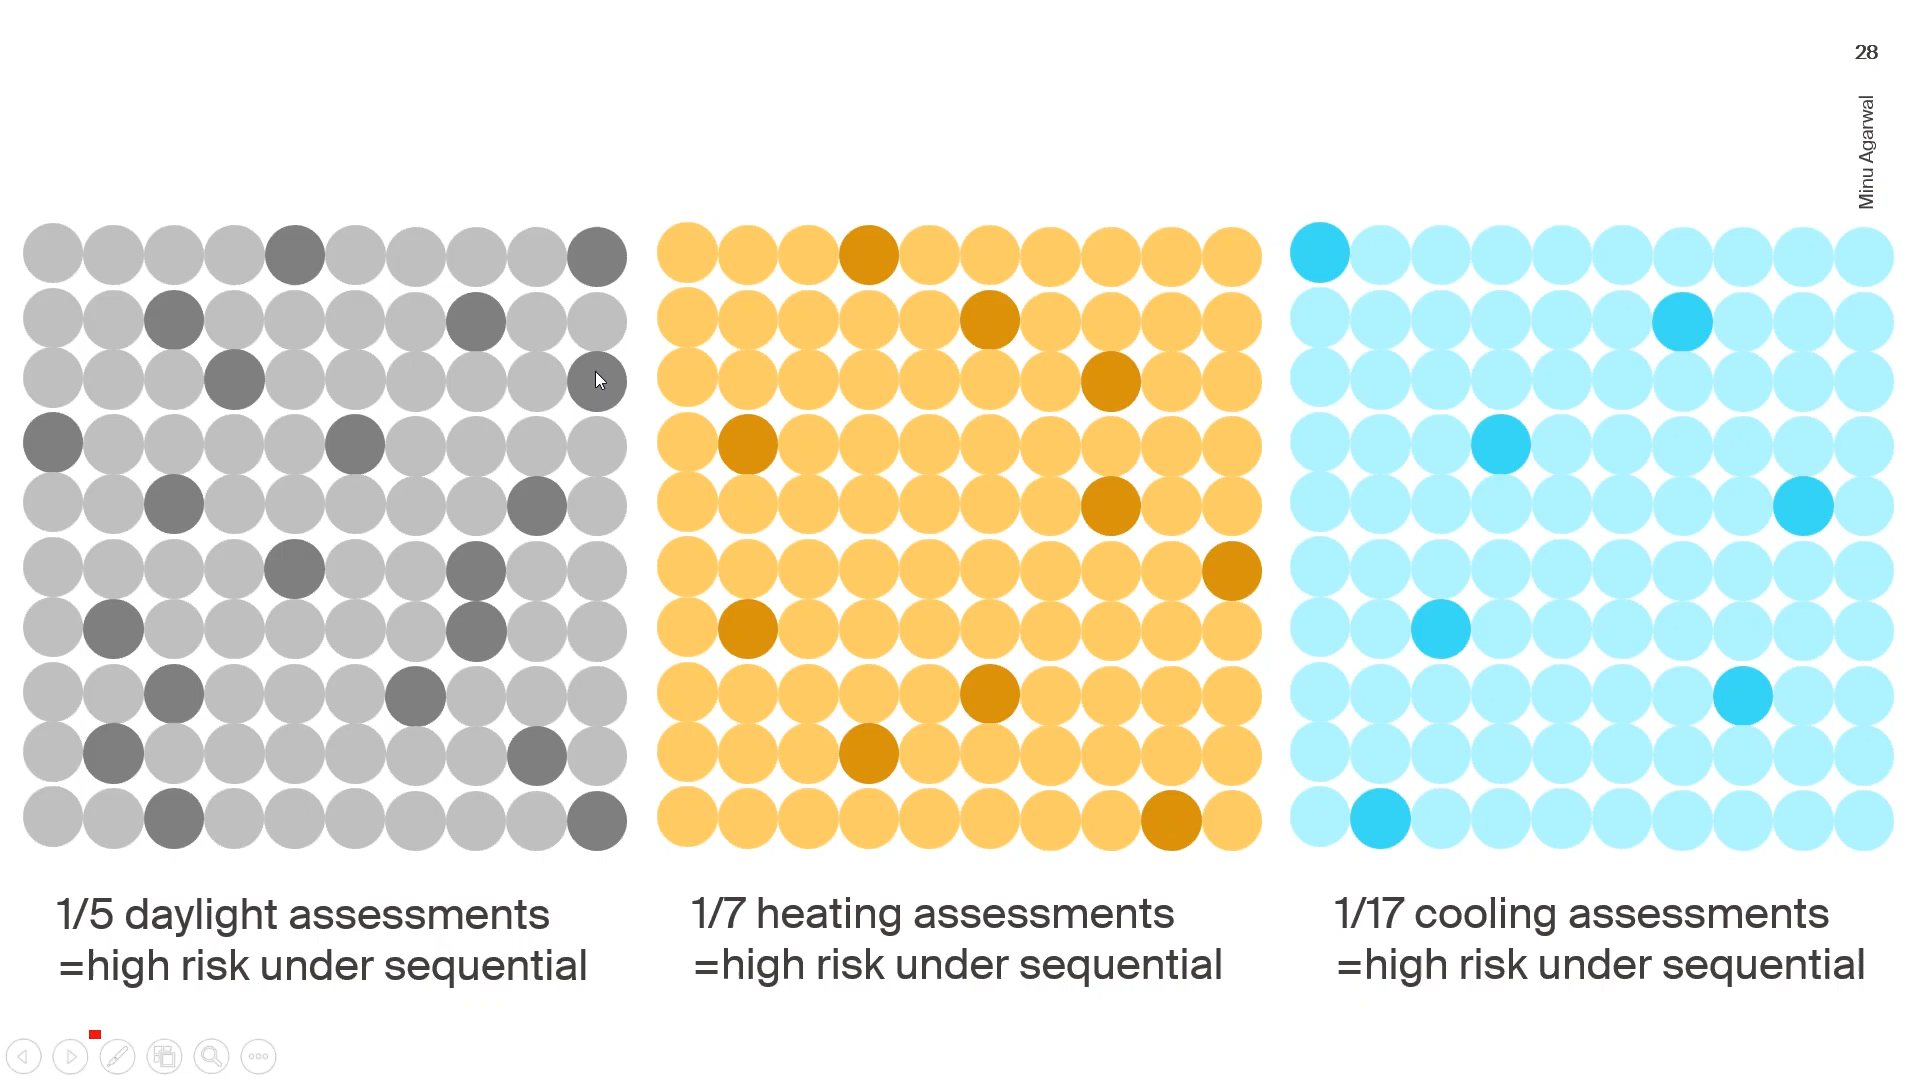 28
Minu Agarwal
1/5 daylight assessments
=high risk under sequential
1/7 heating assessments
=high risk under sequential
1/17 cooling assessments
=high risk under sequential